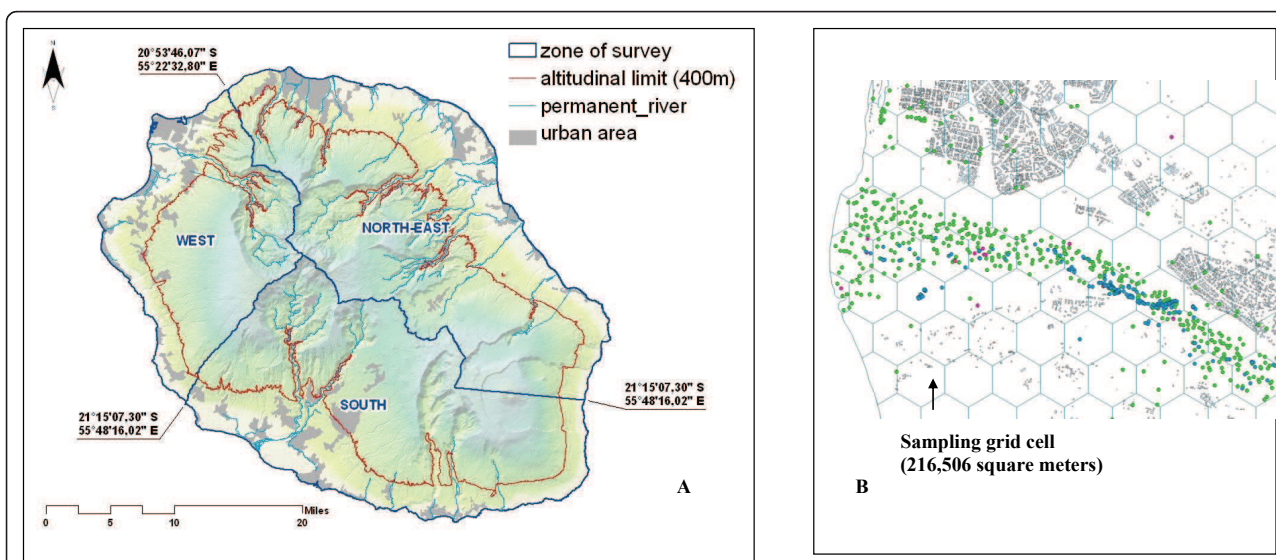 20°53'46.07" S
55°22'32,80" E
zone of survey
altitudinal limit (400m)
permanent_river
urban area
N
WEST
NORTH-EAST
SOUTH
21°15'07,30" S
55°48'16,02" E
21°15'07,30" S
55°48'16,02" E
Miles
0 5 10 20
A
Sampling grid cell
(216,506 square meters)
B